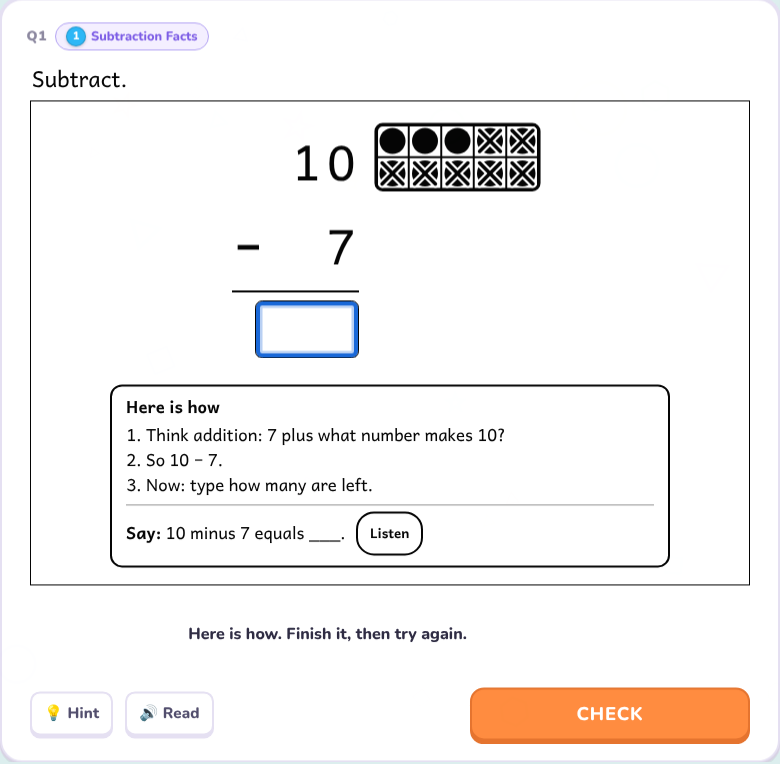 Q1 1 Subtraction Facts
Subtract.
10
− 7
Here is how
1. Think addition: 7 plus what number makes 10?
2. So 10 − 7.
3. Now: type how many are left.
Say: 10 minus 7 equals ____. Listen
Here is how. Finish it, then try again.
Hint Read CHECK